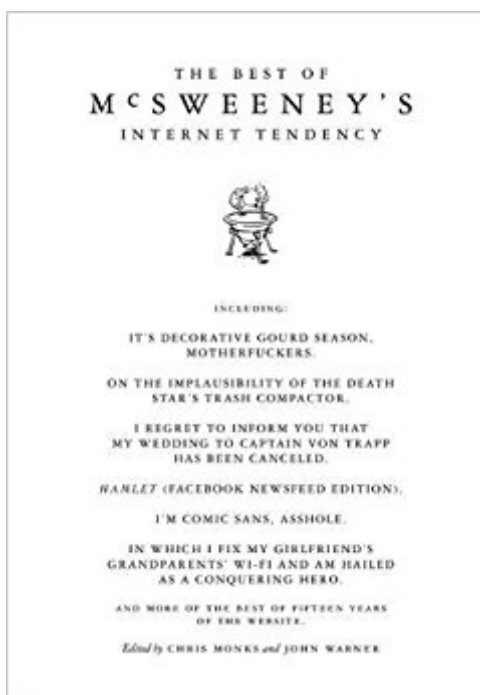 THE BEST OF
McSWEENEY'S
INTERNET TENDENCY
INCLUDING:
IT'S DECORATIVE GOURD SEASON,
MOTHERFUCKERS.
ON THE IMPLAUSIBILITY OF THE DEATH
STAR'S TRASH COMPACTOR.
I REGRET TO INFORM YOU THAT
MY WEDDING TO CAPTAIN VON TRAPP
HAS BEEN CANCELED.
HAMLET (FACEBOOK NEWSFEED EDITION).
I'M COMIC SANS, ASSHOLE.
IN WHICH I FIX MY GIRLFRIEND'S
GRANDPARENTS' WI-FI AND AM HAILED
AS A CONQUERING HERO.
AND MORE OF THE BEST OF FIFTEEN YEARS
OF THE WEBSITE.
Edited by CHRIS MONKS and JOHN WARNER